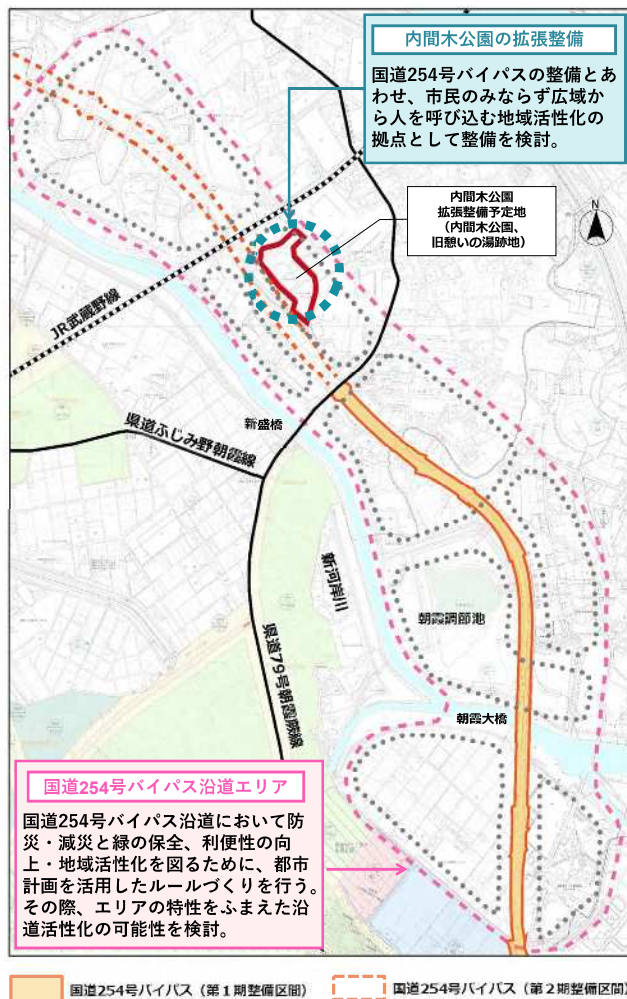 内間木公園の拡張整備
国道254号バイパスの整備とあ
わせ、市民のみならず広域か
ら人を呼び込む地域活性化の
拠点として整備を検討。
内間木公園
拡張整備予定地
(内間木公園、
旧憩いの湯跡地)
N
JR武蔵野線
新盛橋
県道ふじみ野朝霞線
新河岸川
朝霞調節池
県道79号朝霞蕨線
朝霞大橋
国道254号バイパス沿道エリア
国道254号バイパス沿道において防
災・減災と緑の保全、利便性の向
上・地域活性化を図るために、都市
計画を活用したルールづくりを行う。
その際、エリアの特性をふまえた沿
道活性化の可能性を検討。
国道254号バイパス(第1期整備区間)
国道254号バイパス(第2期整備区間)